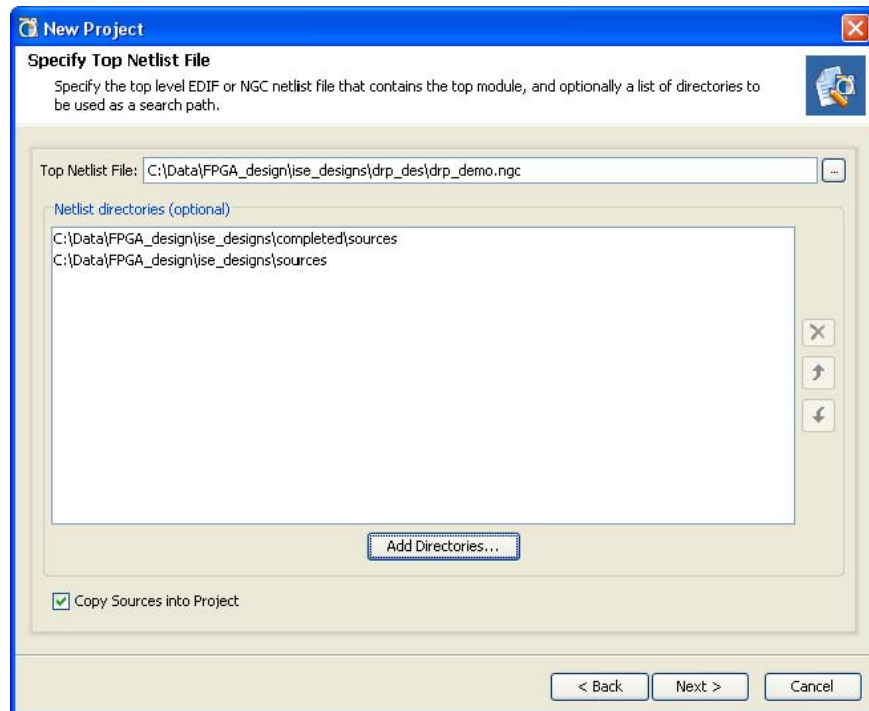 New Project
Specify Top Netlist File
Specify the top level EDIF or NGC netlist file that contains the top module, and optionally a list of directories to
be used as a search path.
Top Netlist File: C:\Data\FPGA_design\ise_designs\drp_des\drp_demo.ngc ...
Netlist directories (optional)
C:\Data\FPGA_design\ise_designs\completed\sources
C:\Data\FPGA_design\ise_designs\sources
Add Directories...
Copy Sources into Project
< Back Next > Cancel